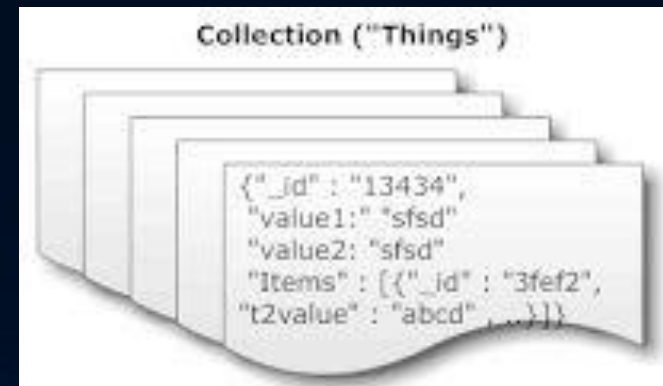 Collection ("Things")
{"_id" : "13434",
"value1:" "sfsd"
"value2: "sfsd"
"Items" : [{"_id" : "3fef2",
"t2value" : "abcd" , ..}]}